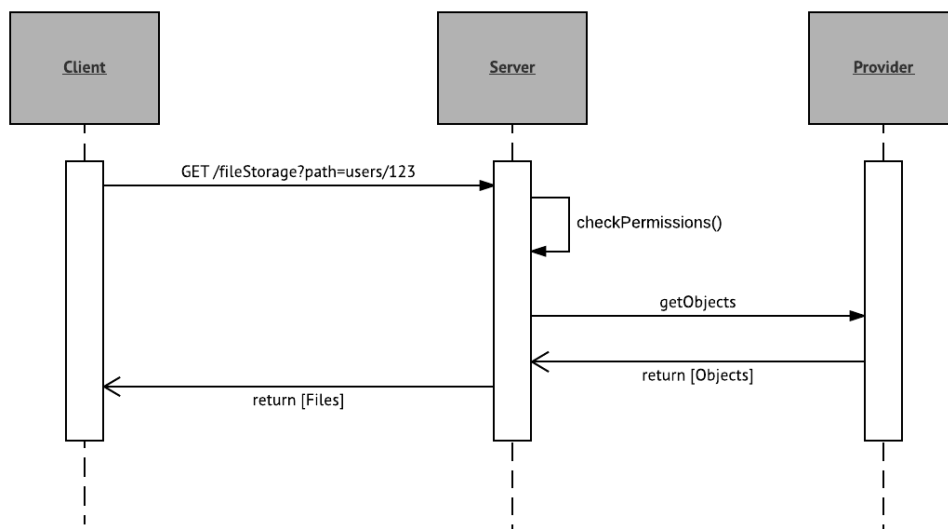 Client
Server
Provider
GET /fileStorage?path=users/123
checkPermissions()
getObjects
return [Objects]
return [Files]